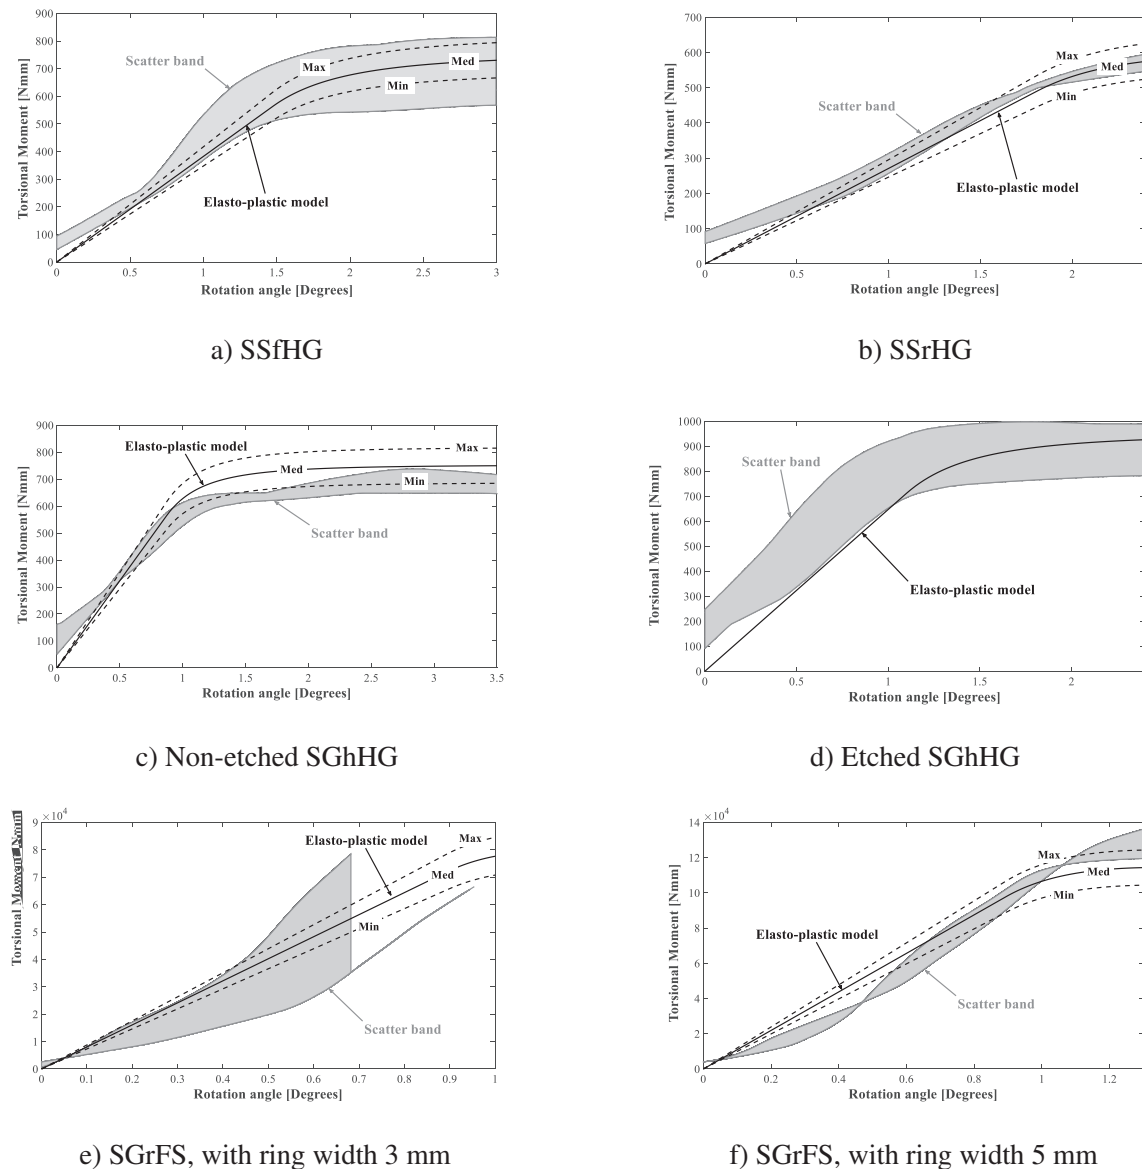 900
800
700
600
500
400
300
200
100
0
Torsional Moment [Nmm]
Scatter band
Max
Med
Min
Elasto-plastic model
0 0.5 1 1.5 2 2.5 3
Rotation angle [Degrees]
a) SSfHG
700
600
500
400
300
200
100
0
Torsional Moment [Nmm]
Max
Med
Scatter band
Min
Elasto-plastic model
0 0.5 1 1.5 2
Rotation angle [Degrees]
b) SSrHG
900
800
700
600
500
400
300
200
100
0
Torsional Moment [Nmm]
Elasto-plastic model
Max
Med
Min
Scatter band
0 0.5 1 1.5 2 2.5 3 3.5
Rotation angle [Degrees]
c) Non-etched SGhHG
1000
900
800
700
600
500
400
300
200
100
0
Torsional Moment [Nmm]
Scatter band
Elasto-plastic model
0 0.5 1 1.5 2
Rotation angle [Degrees]
d) Etched SGhHG
×10⁴
9
8
7
6
5
4
3
2
1
0
Torsional Moment [Nmm]
Elasto-plastic model
Max
Med
Min
Scatter band
0 0.1 0.2 0.3 0.4 0.5 0.6 0.7 0.8 0.9 1
Rotation angle [Degrees]
e) SGrFS, with ring width 3 mm
×10⁴
14
12
10
8
6
4
2
0
Torsional Moment [Nmm]
Max
Med
Min
Elasto-plastic model
Scatter band
0 0.2 0.4 0.6 0.8 1 1.2
Rotation angle [Degrees]
f) SGrFS, with ring width 5 mm